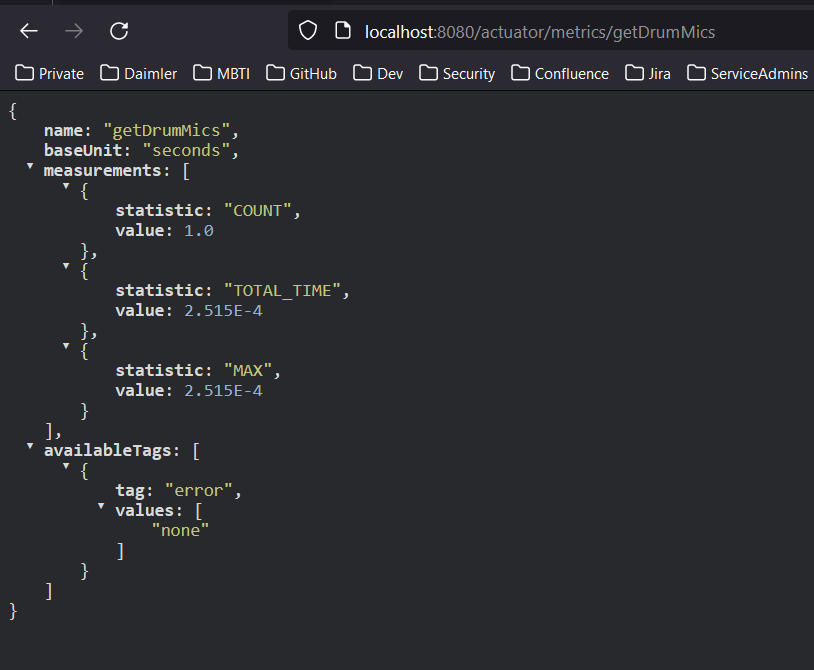 localhost:8080/actuator/metrics/getDrumMics
Private Daimler MBTI GitHub Dev Security Confluence Jira ServiceAdmins
{
name: "getDrumMics",
baseUnit: "seconds",
measurements: [
{
statistic: "COUNT",
value: 1.0
},
{
statistic: "TOTAL_TIME",
value: 2.515E-4
},
{
statistic: "MAX",
value: 2.515E-4
}
],
availableTags: [
{
tag: "error",
values: [
"none"
]
}
]
}